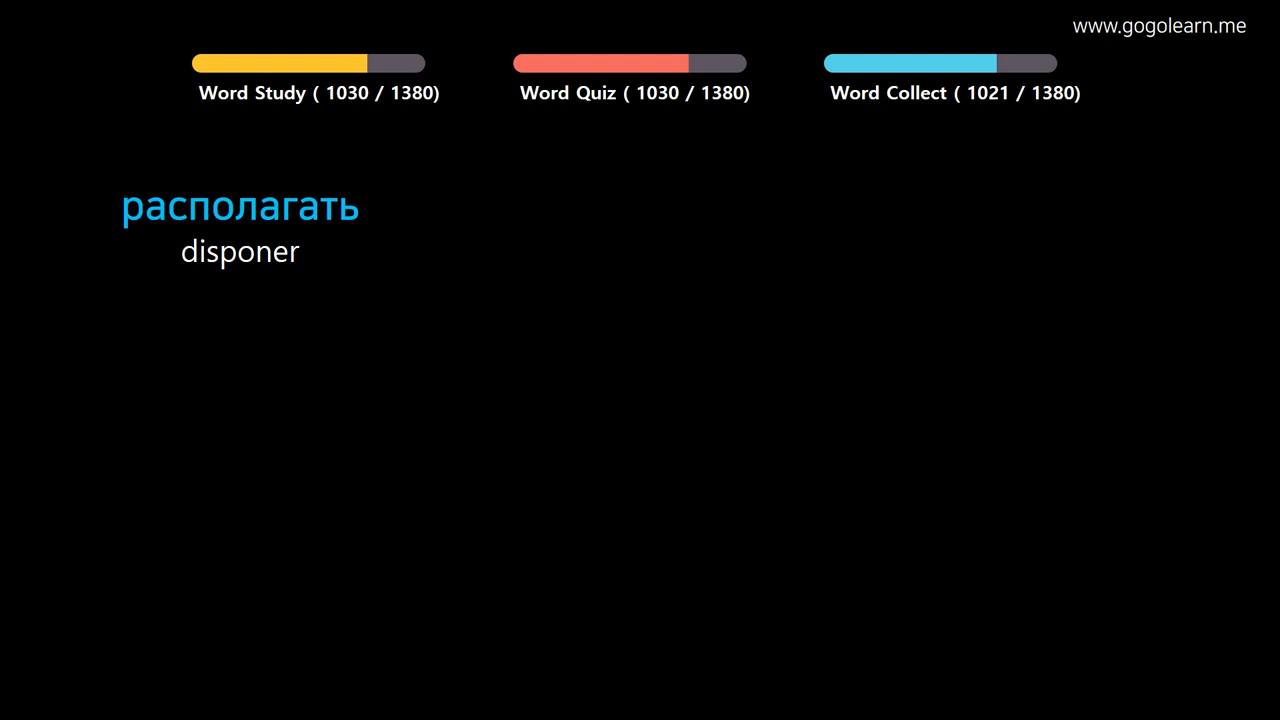 www.gogolearn.me
Word Study ( 1030 / 1380)
Word Quiz ( 1030 / 1380)
Word Collect ( 1021 / 1380)
располагать
disponer